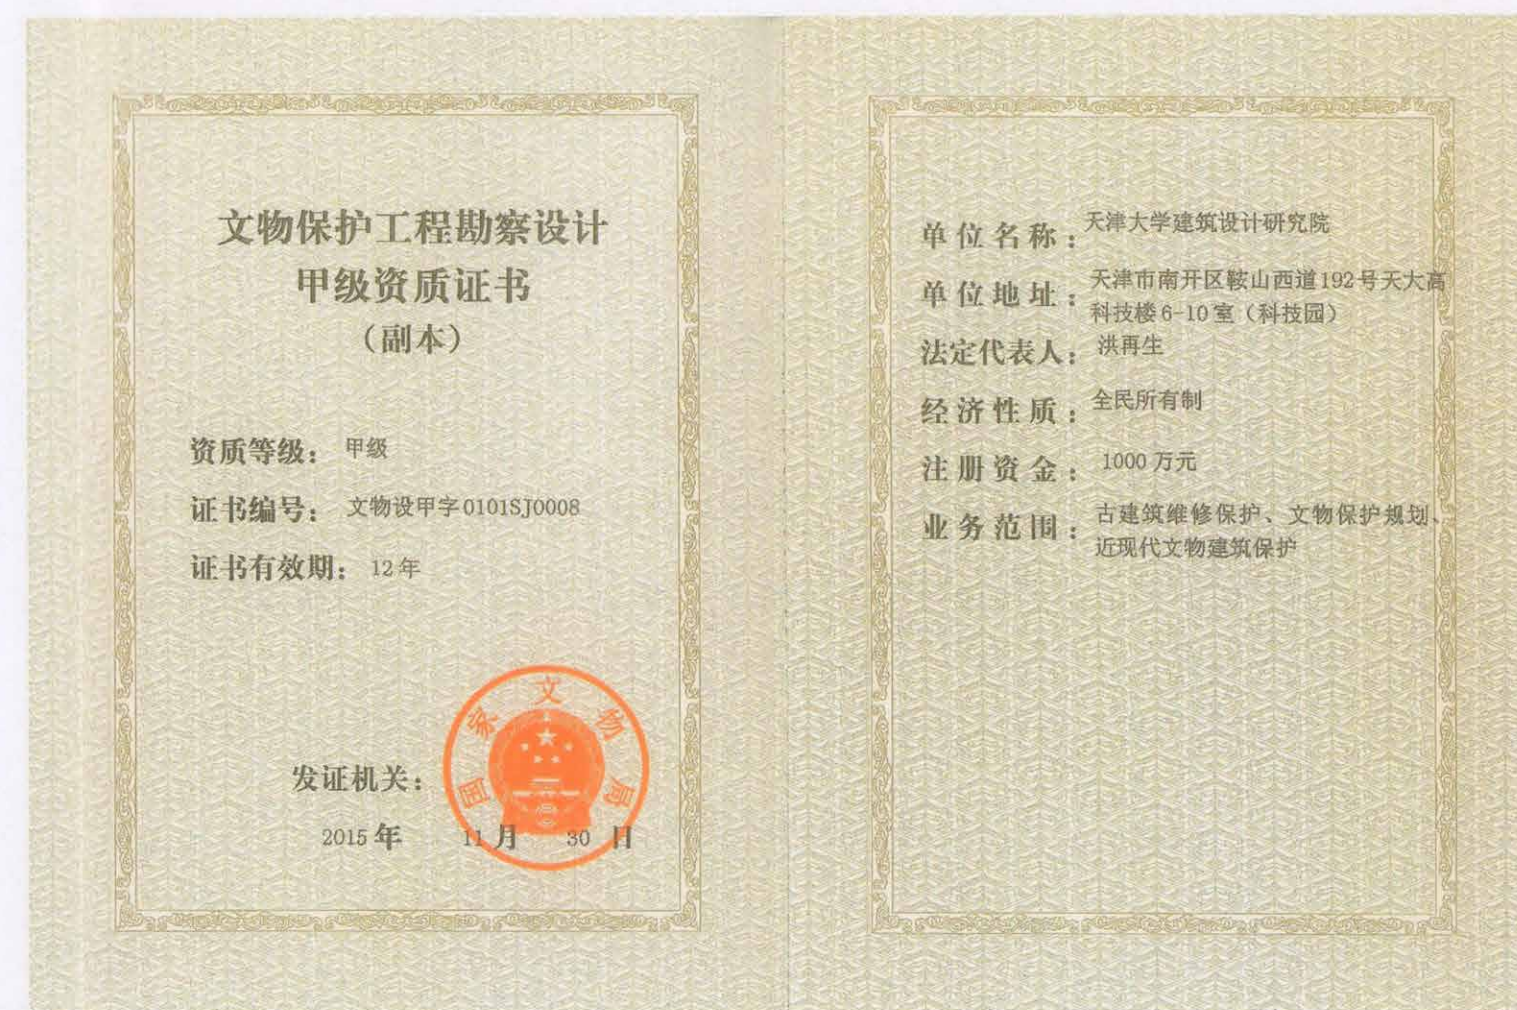 文物保护工程勘察设计
甲级资质证书
（副本）
资质等级：甲级
证书编号：文物设甲字0101SJ0008
证书有效期：12年
国家文物局
发证机关：
2015年 11月 30日
单位名称：天津大学建筑设计研究院
单位地址：天津市南开区鞍山西道192号天大高
科技楼6-10室（科技园）
法定代表人：洪再生
经济性质：全民所有制
注册资金：1000万元
业务范围：古建筑维修保护、文物保护规划、
近现代文物建筑保护